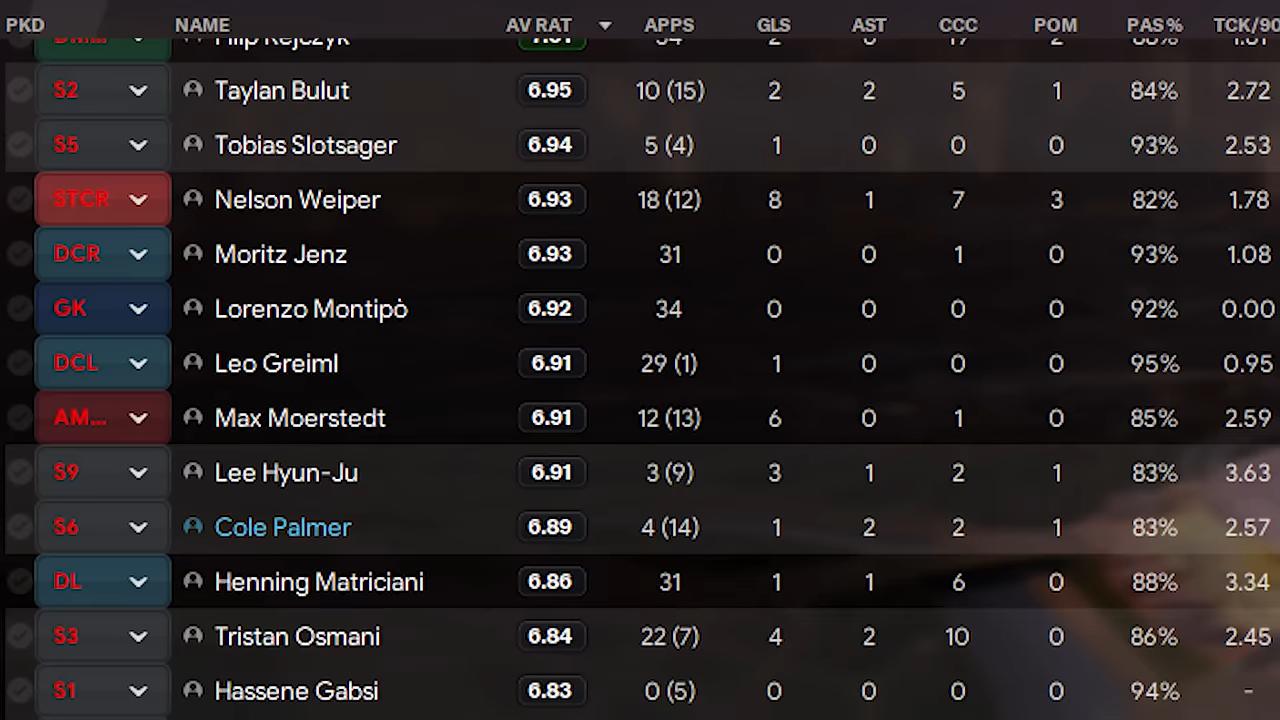 PKD NAME AV RAT APPS GLS AST CCC POM PAS% TCK/90
Filip Rejczyk
S2 Taylan Bulut 6.95 10 (15) 2 2 5 1 84% 2.72
S5 Tobias Slotsager 6.94 5 (4) 1 0 0 0 93% 2.53
STCR Nelson Weiper 6.93 18 (12) 8 1 7 3 82% 1.78
DCR Moritz Jenz 6.93 31 0 0 1 0 93% 1.08
GK Lorenzo Montipò 6.92 34 0 0 0 0 92% 0.00
DCL Leo Greiml 6.91 29 (1) 1 0 0 0 95% 0.95
AM... Max Moerstedt 6.91 12 (13) 6 0 1 0 85% 2.59
S9 Lee Hyun-Ju 6.91 3 (9) 3 1 2 1 83% 3.63
S6 Cole Palmer 6.89 4 (14) 1 2 2 1 83% 2.57
DL Henning Matriciani 6.86 31 1 1 6 0 88% 3.34
S3 Tristan Osmani 6.84 22 (7) 4 2 10 0 86% 2.45
S1 Hassene Gabsi 6.83 0 (5) 0 0 0 0 94% -